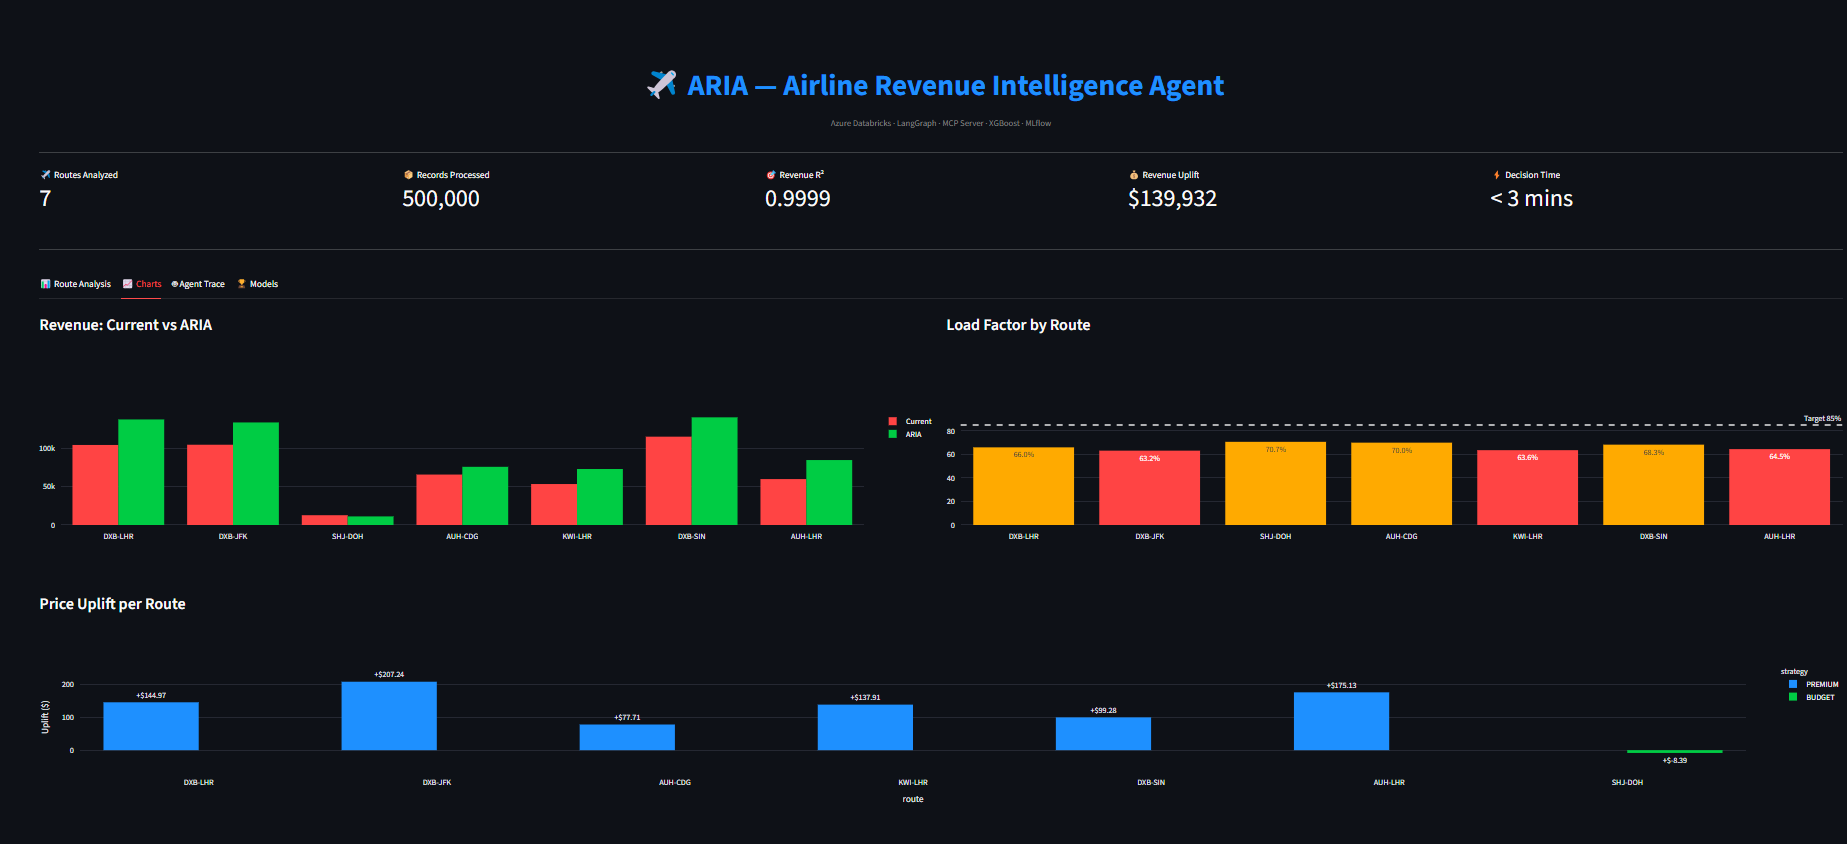 ✈️ ARIA — Airline Revenue Intelligence Agent
Azure Databricks · LangGraph · MCP Server · XGBoost · MLflow
✈️ Routes Analyzed
7
📦 Records Processed
500,000
🎯 Revenue R²
0.9999
💰 Revenue Uplift
$139,932
⚡ Decision Time
< 3 mins
📊 Route Analysis 📈 Charts Agent Trace 🏆 Models
Revenue: Current vs ARIA
100k
50k
0
DXB-LHR DXB-JFK SHJ-DOH AUH-CDG KWI-LHR DXB-SIN AUH-LHR
Current
ARIA
Load Factor by Route
Target 85%
80
60
40
20
0
66.0% 63.2% 70.7% 70.0% 63.6% 68.3% 64.5%
DXB-LHR DXB-JFK SHJ-DOH AUH-CDG KWI-LHR DXB-SIN AUH-LHR
Price Uplift per Route
Uplift ($)
200
100
0
+$144.97 +$207.24 +$77.71 +$137.91 +$99.28 +$175.13 +$-8.39
DXB-LHR DXB-JFK AUH-CDG KWI-LHR DXB-SIN AUH-LHR SHJ-DOH
route
strategy
PREMIUM
BUDGET